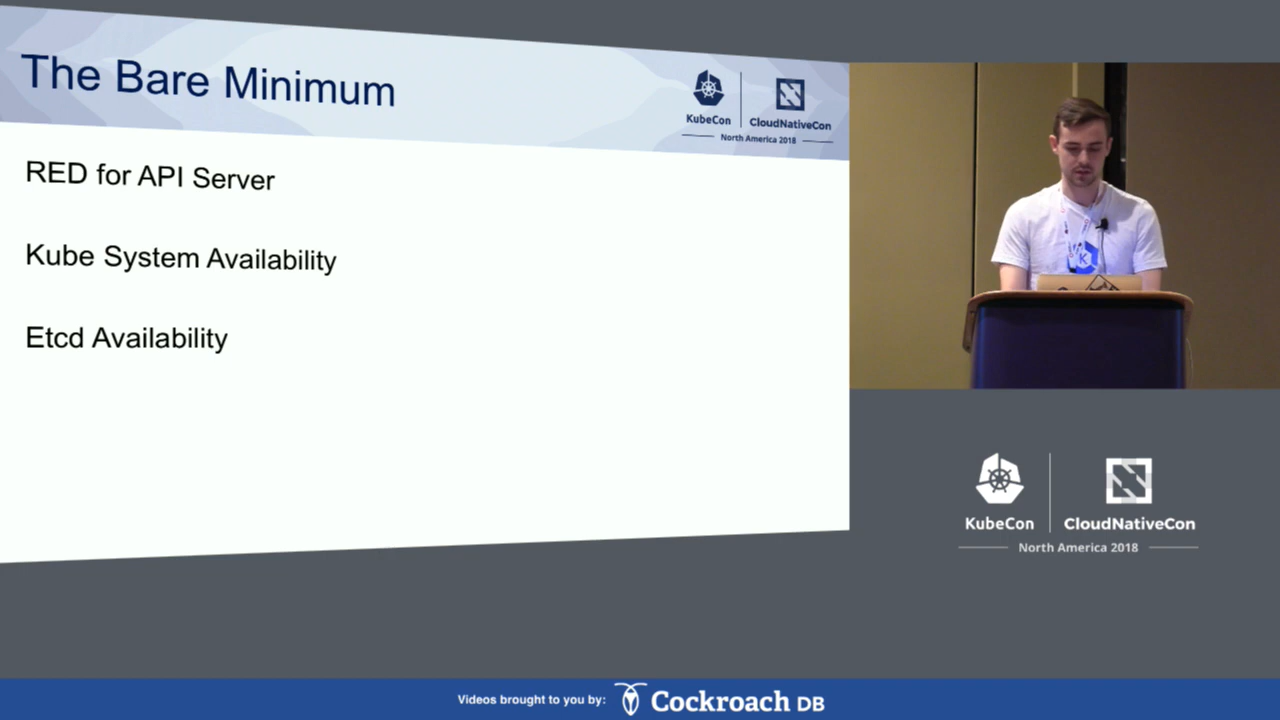 The Bare Minimum
KubeCon
CloudNativeCon
North America 2018
RED for API Server
Kube System Availability
Etcd Availability
K
KubeCon
CloudNativeCon
North America 2018
Videos brought to you by:
Cockroach DB